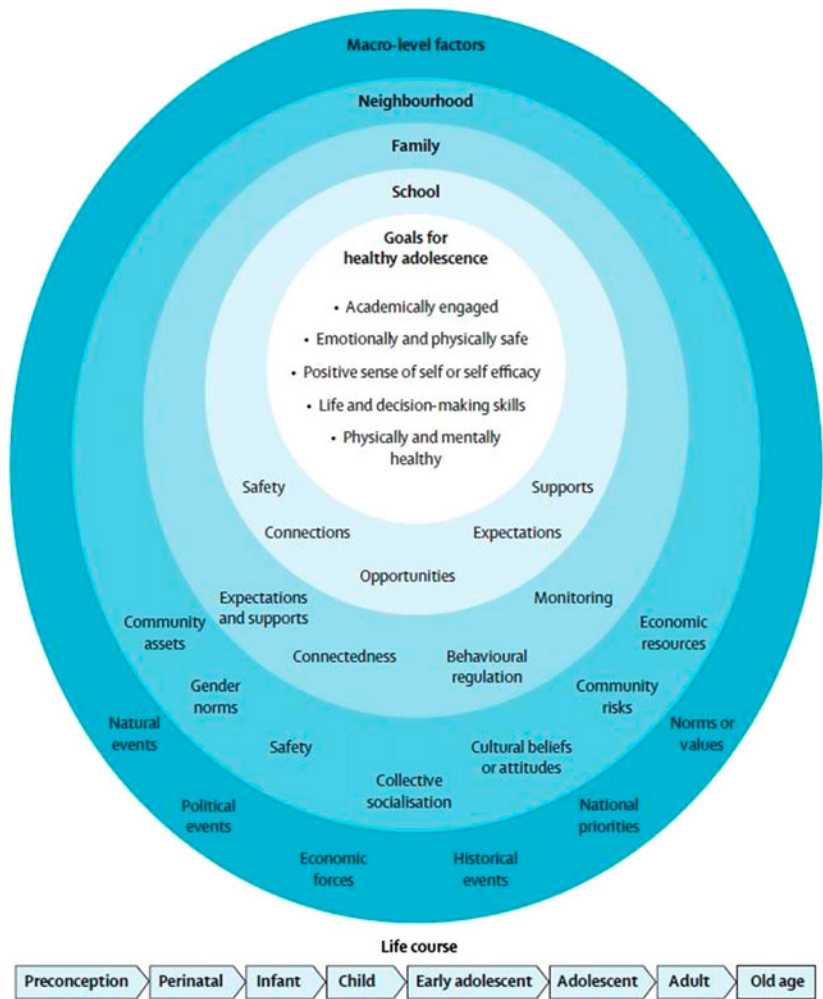 Macro-level factors
Neighbourhood
Family
School
Goals for
healthy adolescence
• Academically engaged
• Emotionally and physically safe
• Positive sense of self or self efficacy
• Life and decision-making skills
• Physically and mentally
healthy
Safety
Supports
Connections
Expectations
Opportunities
Expectations
and supports
Monitoring
Connectedness
Behavioural
regulation
Community
assets
Economic
resources
Gender
norms
Community
risks
Safety
Cultural beliefs
or attitudes
Collective
socialisation
Natural
events
Norms or
values
Political
events
National
priorities
Economic
forces
Historical
events
Life course
Preconception
Perinatal
Infant
Child
Early adolescent
Adolescent
Adult
Old age